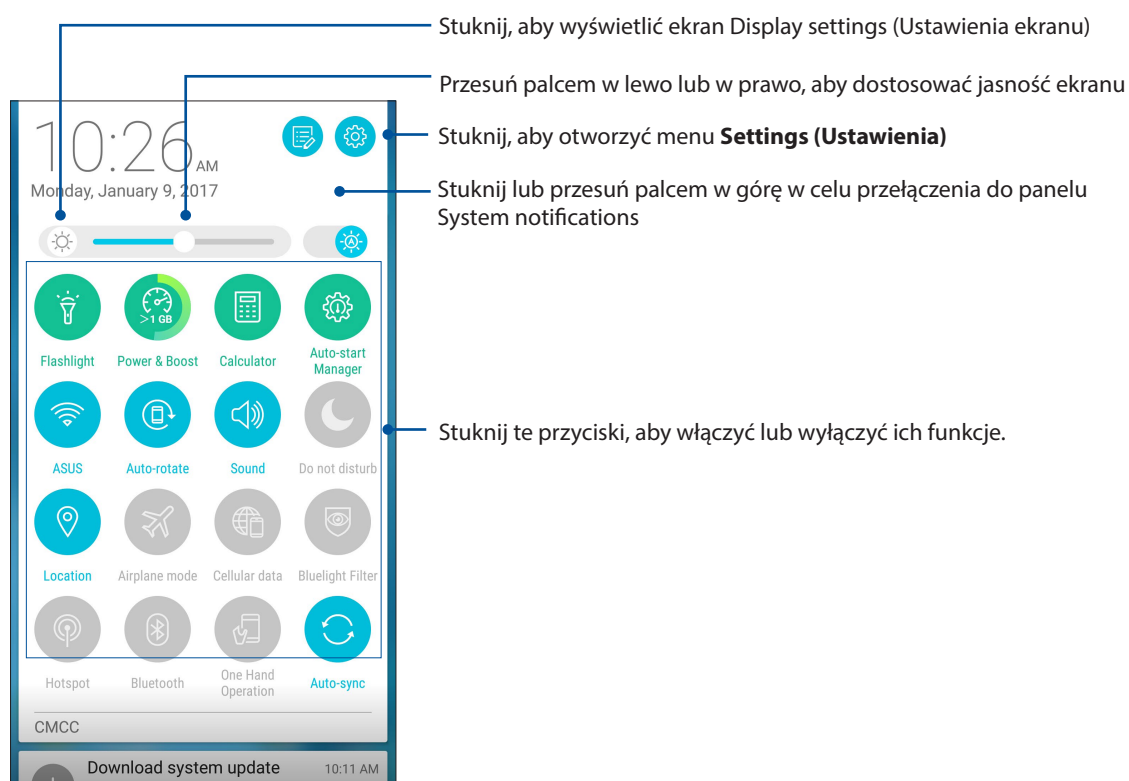 Stuknij, aby wyświetlić ekran Display settings (Ustawienia ekranu)
Przesuń palcem w lewo lub w prawo, aby dostosować jasność ekranu
Stuknij, aby otworzyć menu Settings (Ustawienia)
Stuknij lub przesuń palcem w górę w celu przełączenia do panelu
System notifications
10:26 AM
Monday, January 9, 2017
A
>1 GB
Flashlight
Power & Boost
Calculator
Auto-start
Manager
Stuknij te przyciski, aby włączyć lub wyłączyć ich funkcje.
ASUS
Auto-rotate
Sound
Do not disturb
Location
Airplane mode
Cellular data
Bluelight Filter
Hotspot
Bluetooth
One Hand
Operation
Auto-sync
CMCC
Download system update 10:11 AM